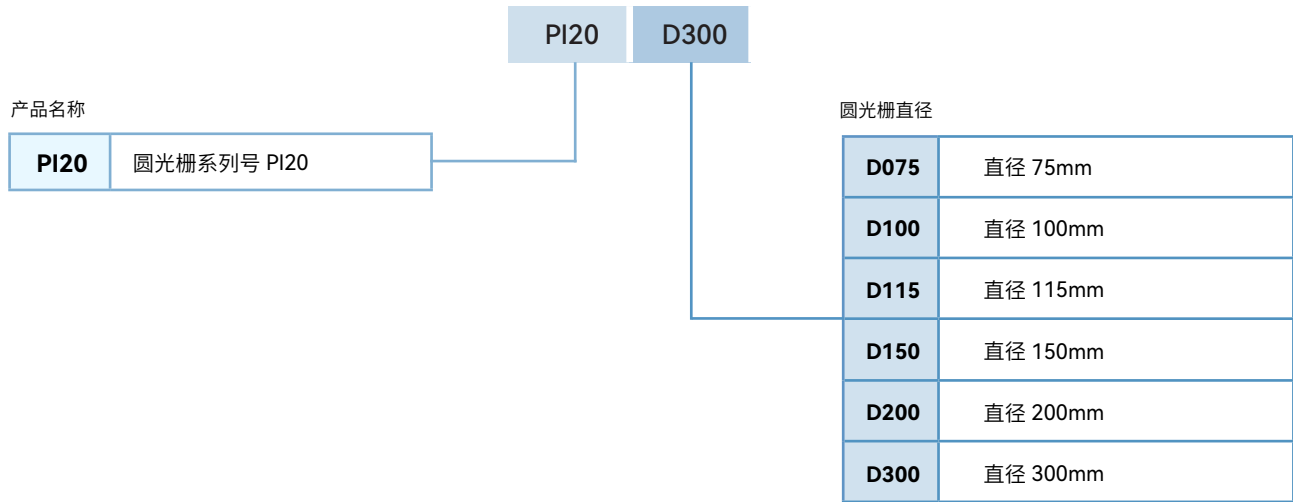 PI20 D300
产品名称
PI20 圆光栅系列号 PI20
圆光栅直径
D075 直径 75mm
D100 直径 100mm
D115 直径 115mm
D150 直径 150mm
D200 直径 200mm
D300 直径 300mm